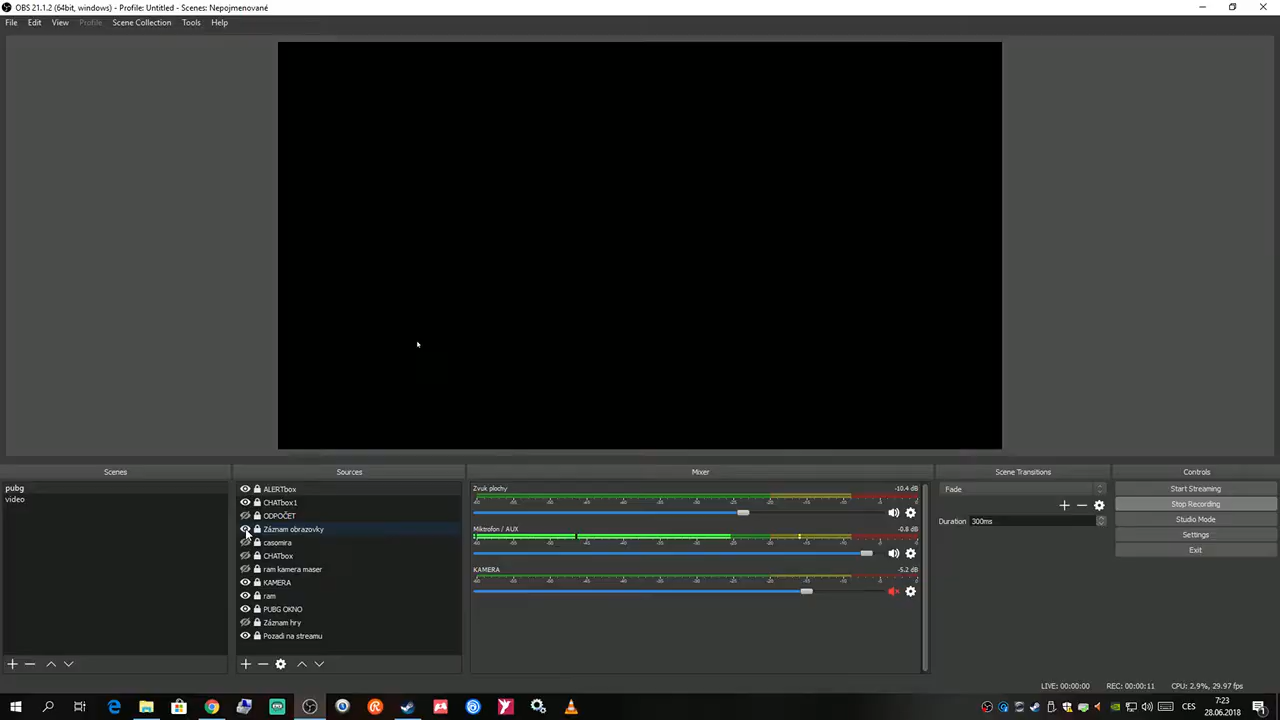 OBS 21.1.2 (64bit, windows) - Profile: Untitled - Scenes: Nepojmenované
File Edit View Profile Scene Collection Tools Help
Scenes
pubg
video
Sources
ALERTbox
CHATbox1
ODPOČET
Záznam obrazovky
casomira
CHATbox
ram kamera maser
KAMERA
ram
PUBG OKNO
Záznam hry
Pozadi na streamu
Mixer
Zvuk plochy -10.4 dB
Mikrofon / AUX -0.8 dB
KAMERA -5.2 dB
Scene Transitions
Fade
Duration 300ms
Controls
Start Streaming
Stop Recording
Studio Mode
Settings
Exit
LIVE: 00:00:00 REC: 00:00:11 CPU: 2.9%, 29.97 fps
CES
7:23
28.06.2018